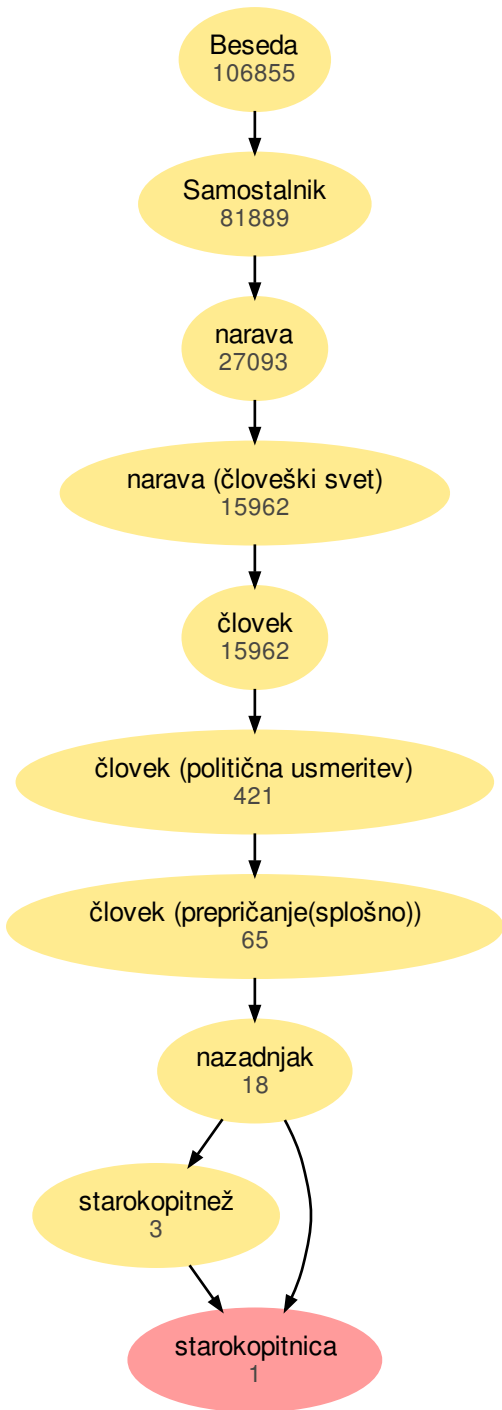 Beseda
106855
Samostalnik
81889
narava
27093
narava (človeški svet)
15962
človek
15962
človek (politična usmeritev)
421
človek (prepričanje(splošno))
65
nazadnjak
18
starokopitnež
3
starokopitnica
1